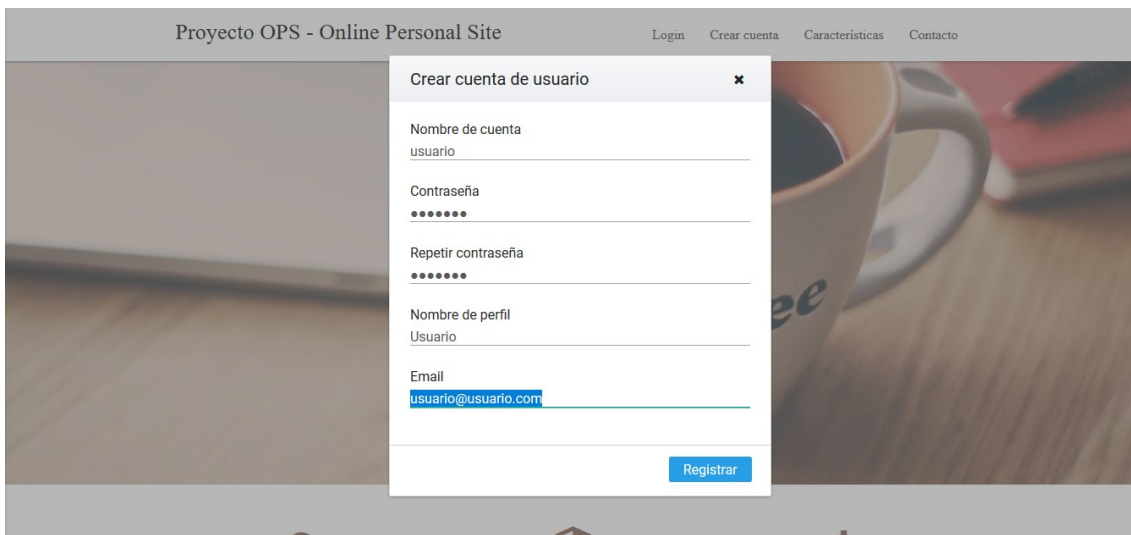 Proyecto OPS - Online Personal Site
Login Crear cuenta Características Contacto
Crear cuenta de usuario
Nombre de cuenta
usuario
Contraseña
●●●●●●●
Repetir contraseña
●●●●●●●
Nombre de perfil
Usuario
Email
usuario@usuario.com
Registrar
ee